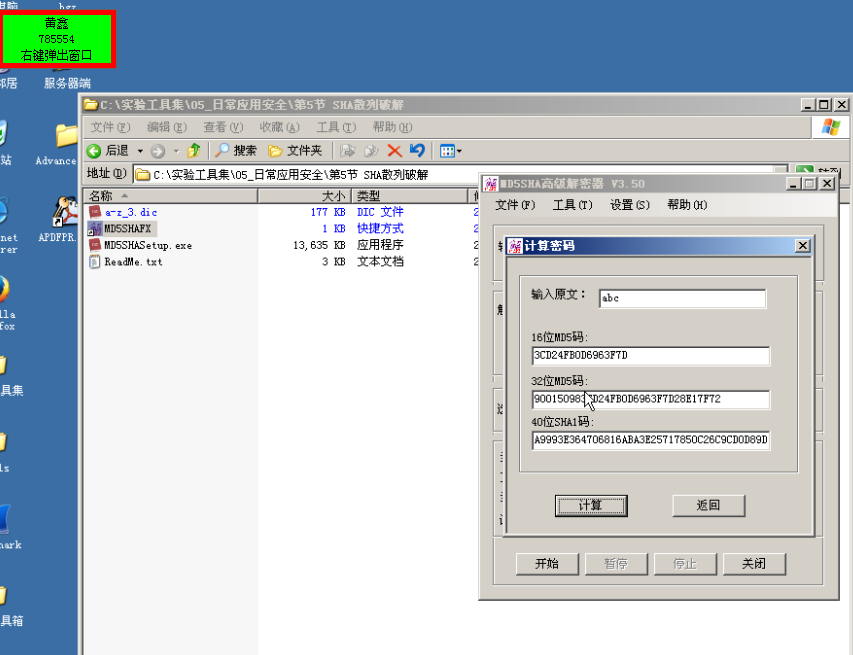 电脑
hgz
黄鑫
785554
右键弹出窗口
邻居
服务器端
C:\实验工具集\05_日常应用安全\第5节 SHA散列破解
文件(F) 编辑(E) 查看(V) 收藏(A) 工具(T) 帮助(H)
后退 搜索 文件夹
地址(D) C:\实验工具集\05_日常应用安全\第5节 SHA散列破解 转到
名称 大小 类型
a-z_3.dic 177 KB DIC 文件 2
MD5SHAFX 1 KB 快捷方式 2
MD5SHASetup.exe 13,635 KB 应用程序 2
ReadMe.txt 3 KB 文本文档 2
站
Advance
net
rer
APDFPR.
lla
fox
具集
ls
hark
具箱
MD5SHA高级解密器 V3.50
文件(F) 工具(T) 设置(S) 帮助(H)
计算密码
输入原文： abc
16位MD5码:
3CD24FB0D6963F7D
32位MD5码:
900150983CD24FB0D6963F7D28E17F72
40位SHA1码:
A9993E364706816ABA3E25717850C26C9CD0D89D
计算 返回
开始 暂停 停止 关闭